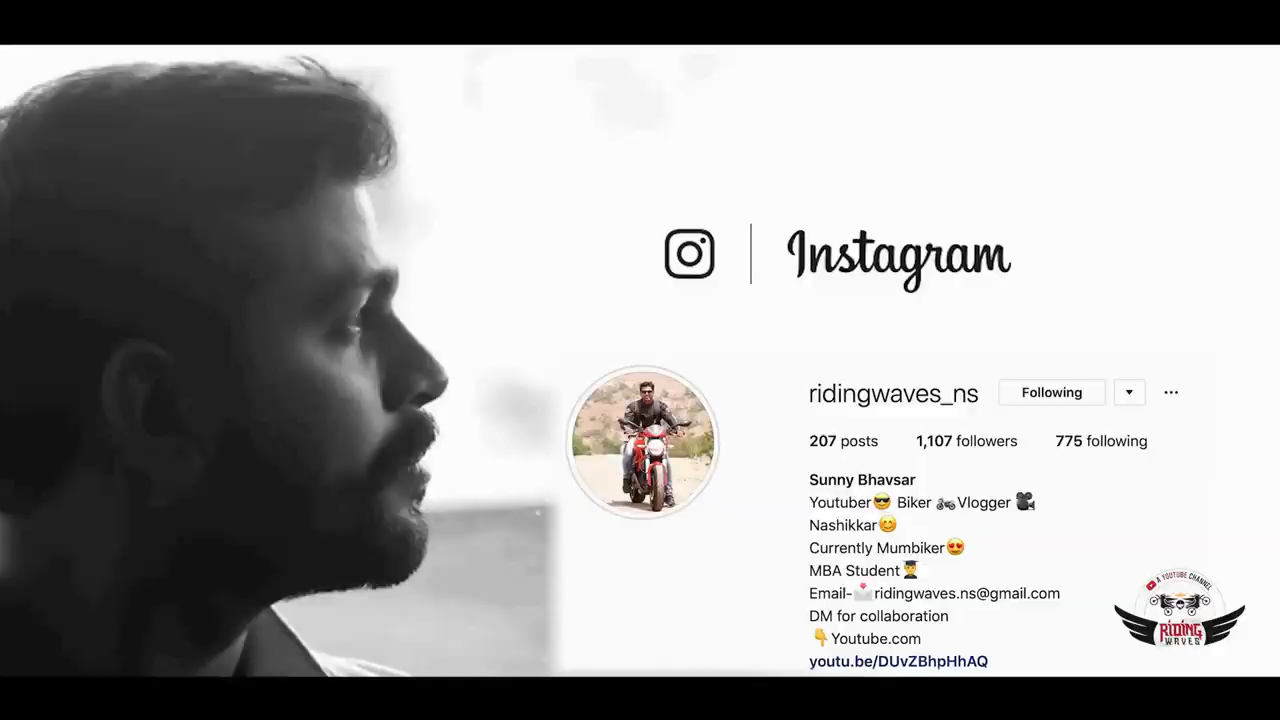 Instagram
ridingwaves_ns Following
207 posts 1,107 followers 775 following
Sunny Bhavsar
Youtuber😎 Biker 🏍Vlogger 🎥
Nashikkar😊
Currently Mumbiker😍
MBA Student👨‍🎓
Email-📩ridingwaves.ns@gmail.com
DM for collaboration
👇Youtube.com
youtu.be/DUvZBhpHhAQ
A YOUTUBE CHANNEL
RIDING
WAVES